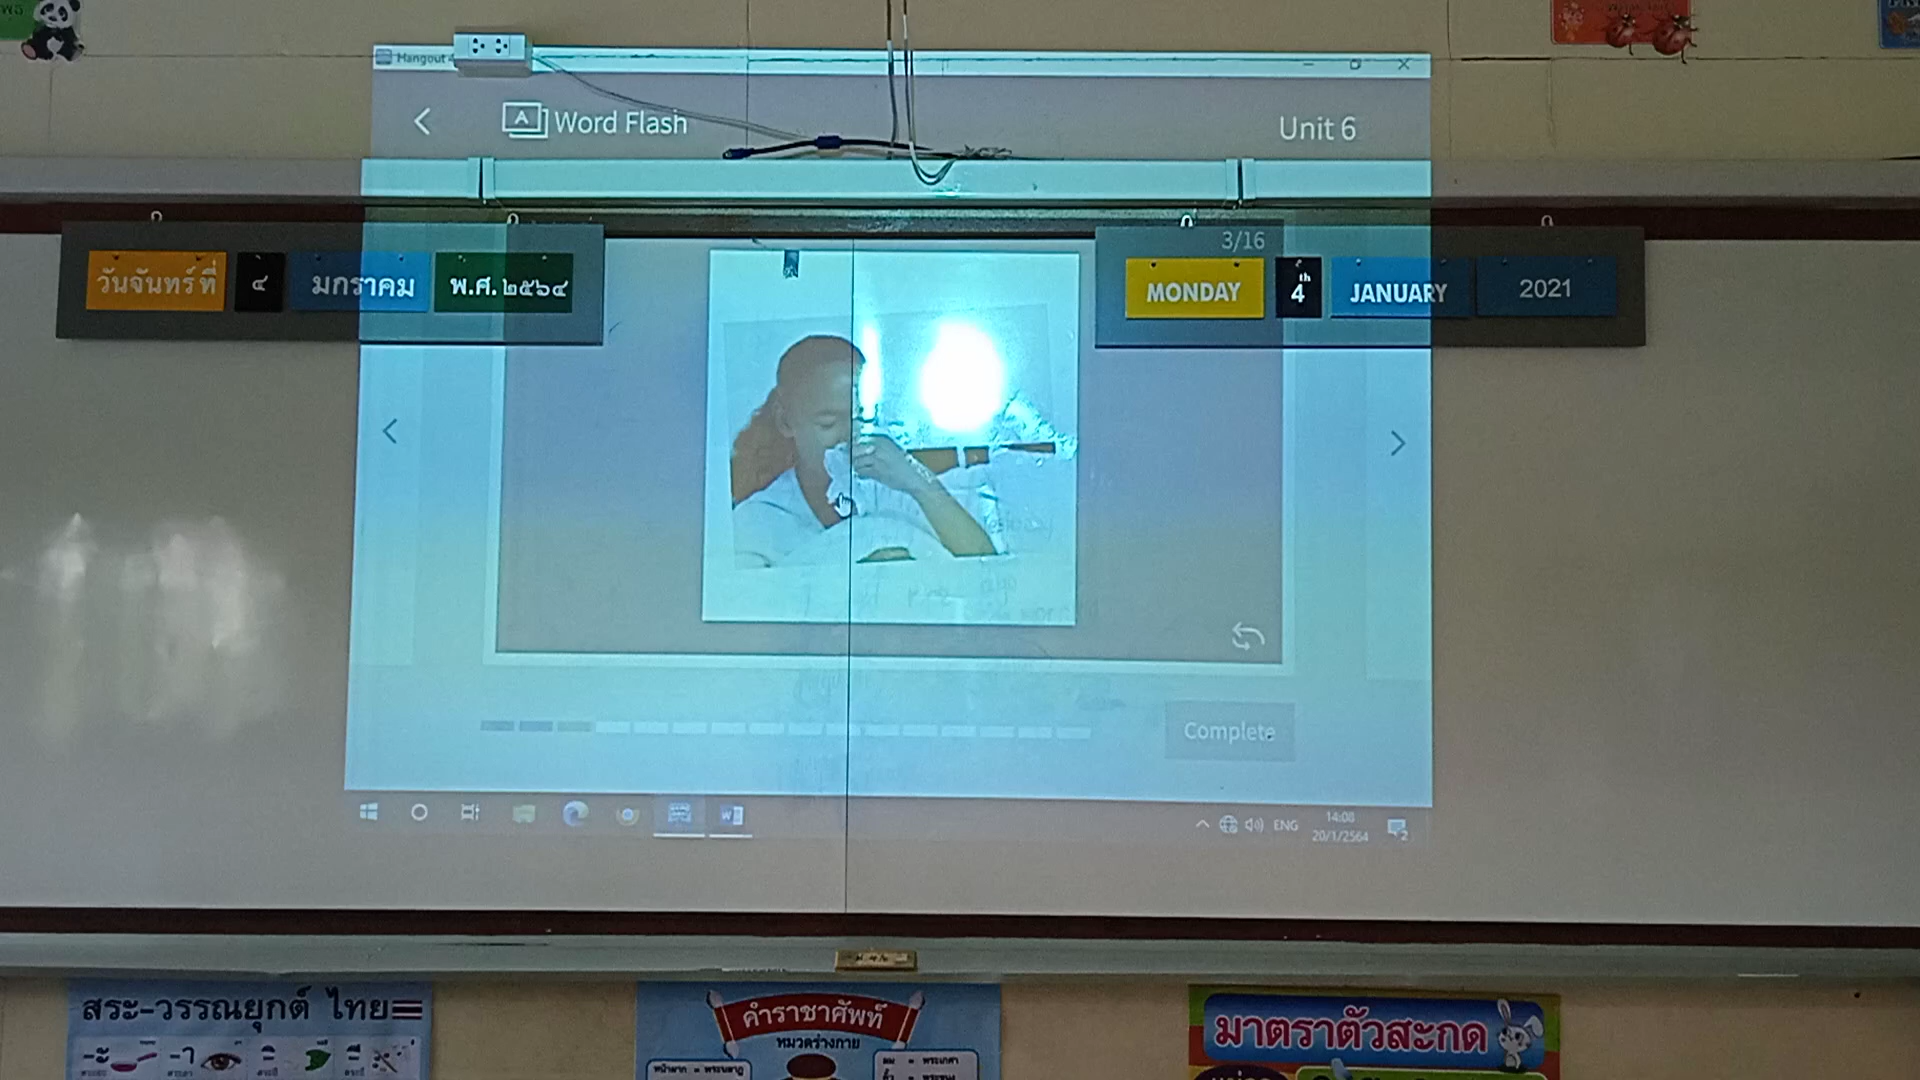 Hangout
Word Flash
Unit 6
3/16
วันจันทร์ที่ ๔ มกราคม พ.ศ. ๒๕๖๔
MONDAY 4th JANUARY 2021
Complete
ENG
14:08
20/1/2564
2
สระ-วรรณยุกต์ ไทย
-ะ -า
คำราชาศัพท์
หมวดร่างกาย
มาตราตัวสะกด